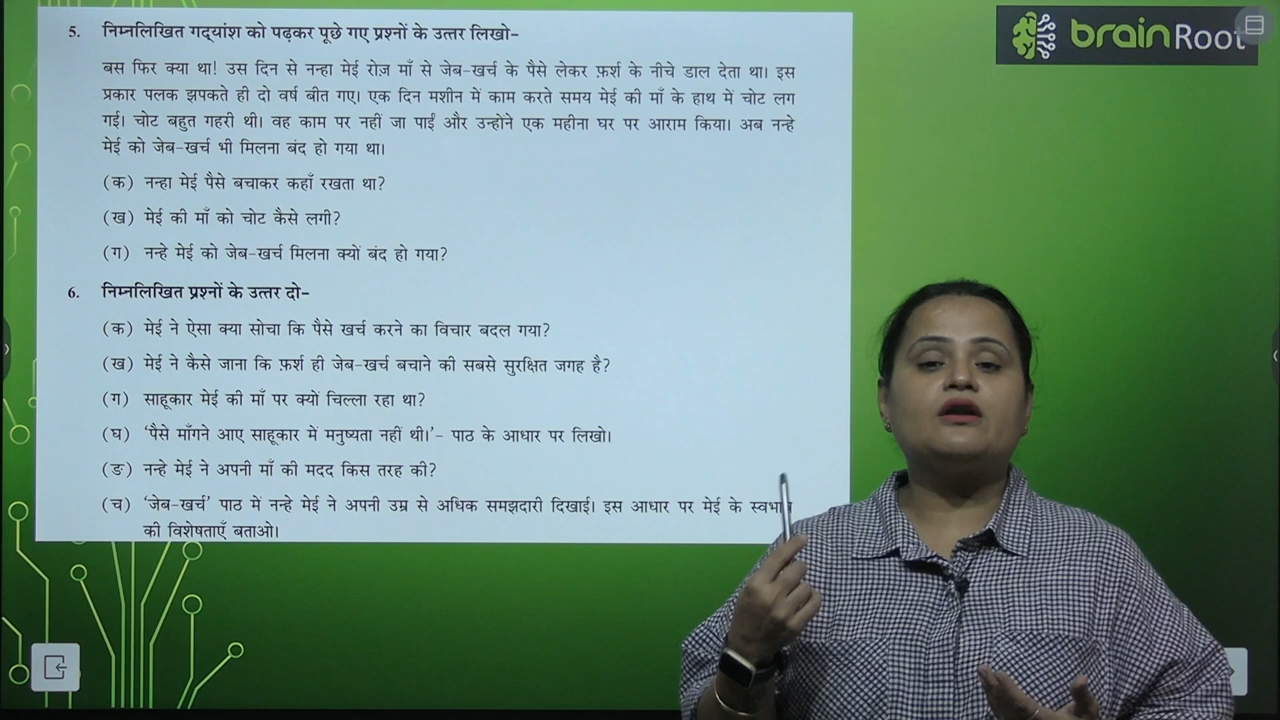 brainRoot
5. निम्नलिखित गद्यांश को पढ़कर पूछे गए प्रश्नों के उत्तर लिखो-
बस फिर क्या था! उस दिन से नन्हा मेई रोज़ माँ से जेब-खर्च के पैसे लेकर फ़र्श के नीचे डाल देता था। इस
प्रकार पलक झपकते ही दो वर्ष बीत गए। एक दिन मशीन में काम करते समय मेई की माँ के हाथ में चोट लग
गई। चोट बहुत गहरी थी। वह काम पर नहीं जा पाईं और उन्होंने एक महीना घर पर आराम किया। अब नन्हे
मेई को जेब-खर्च भी मिलना बंद हो गया था।
(क) नन्हा मेई पैसे बचाकर कहाँ रखता था?
(ख) मेई की माँ को चोट कैसे लगी?
(ग) नन्हे मेई को जेब-खर्च मिलना क्यों बंद हो गया?
6. निम्नलिखित प्रश्नों के उत्तर दो-
(क) मेई ने ऐसा क्या सोचा कि पैसे खर्च करने का विचार बदल गया?
(ख) मेई ने कैसे जाना कि फ़र्श ही जेब-खर्च बचाने की सबसे सुरक्षित जगह है?
(ग) साहूकार मेई की माँ पर क्यों चिल्ला रहा था?
(घ) 'पैसे माँगने आए साहूकार में मनुष्यता नहीं थी।'- पाठ के आधार पर लिखो।
(ङ) नन्हे मेई ने अपनी माँ की मदद किस तरह की?
(च) 'जेब-खर्च' पाठ में नन्हे मेई ने अपनी उम्र से अधिक समझदारी दिखाई। इस आधार पर मेई के स्वभाव
की विशेषताएँ बताओ।